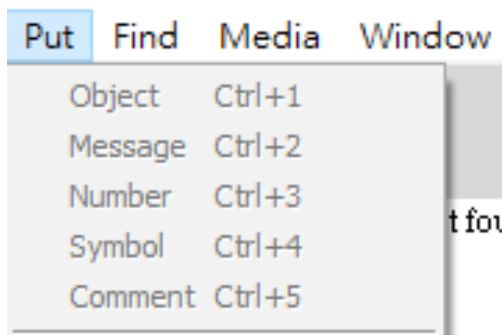 Put Find Media Window
Object Ctrl+1
Message Ctrl+2
Number Ctrl+3
Symbol Ctrl+4
Comment Ctrl+5